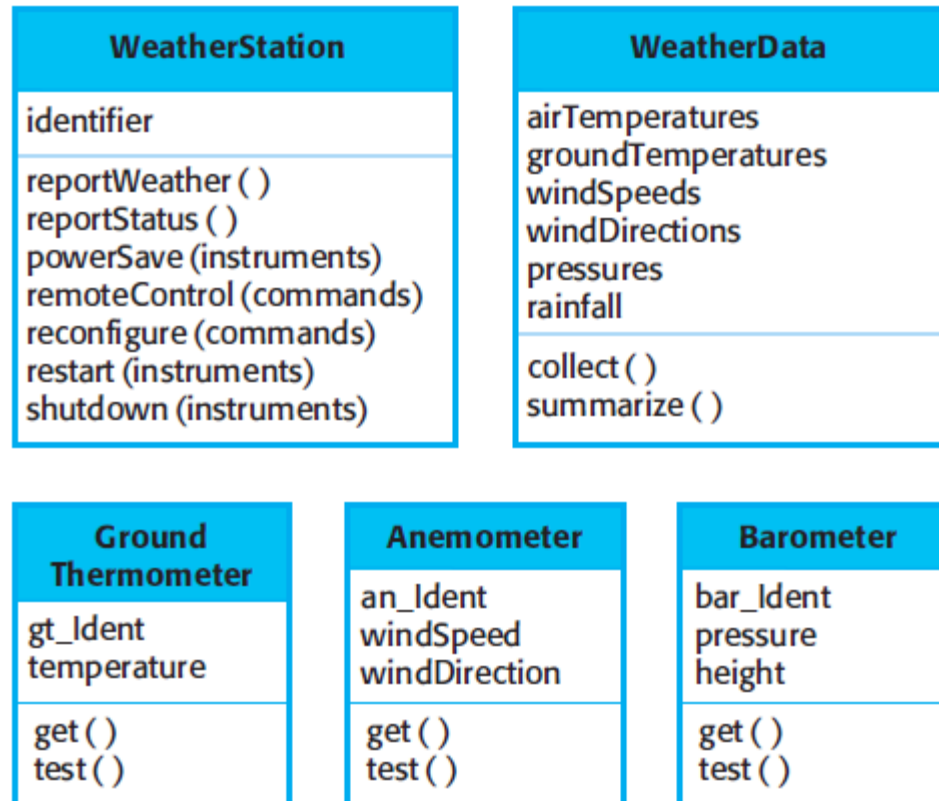 WeatherStation
identifier
reportWeather ( )
reportStatus ( )
powerSave (instruments)
remoteControl (commands)
reconfigure (commands)
restart (instruments)
shutdown (instruments)
WeatherData
airTemperatures
groundTemperatures
windSpeeds
windDirections
pressures
rainfall
collect ( )
summarize ( )
Ground
Thermometer
gt_Ident
temperature
get ( )
test ( )
Anemometer
an_Ident
windSpeed
windDirection
get ( )
test ( )
Barometer
bar_Ident
pressure
height
get ( )
test ( )